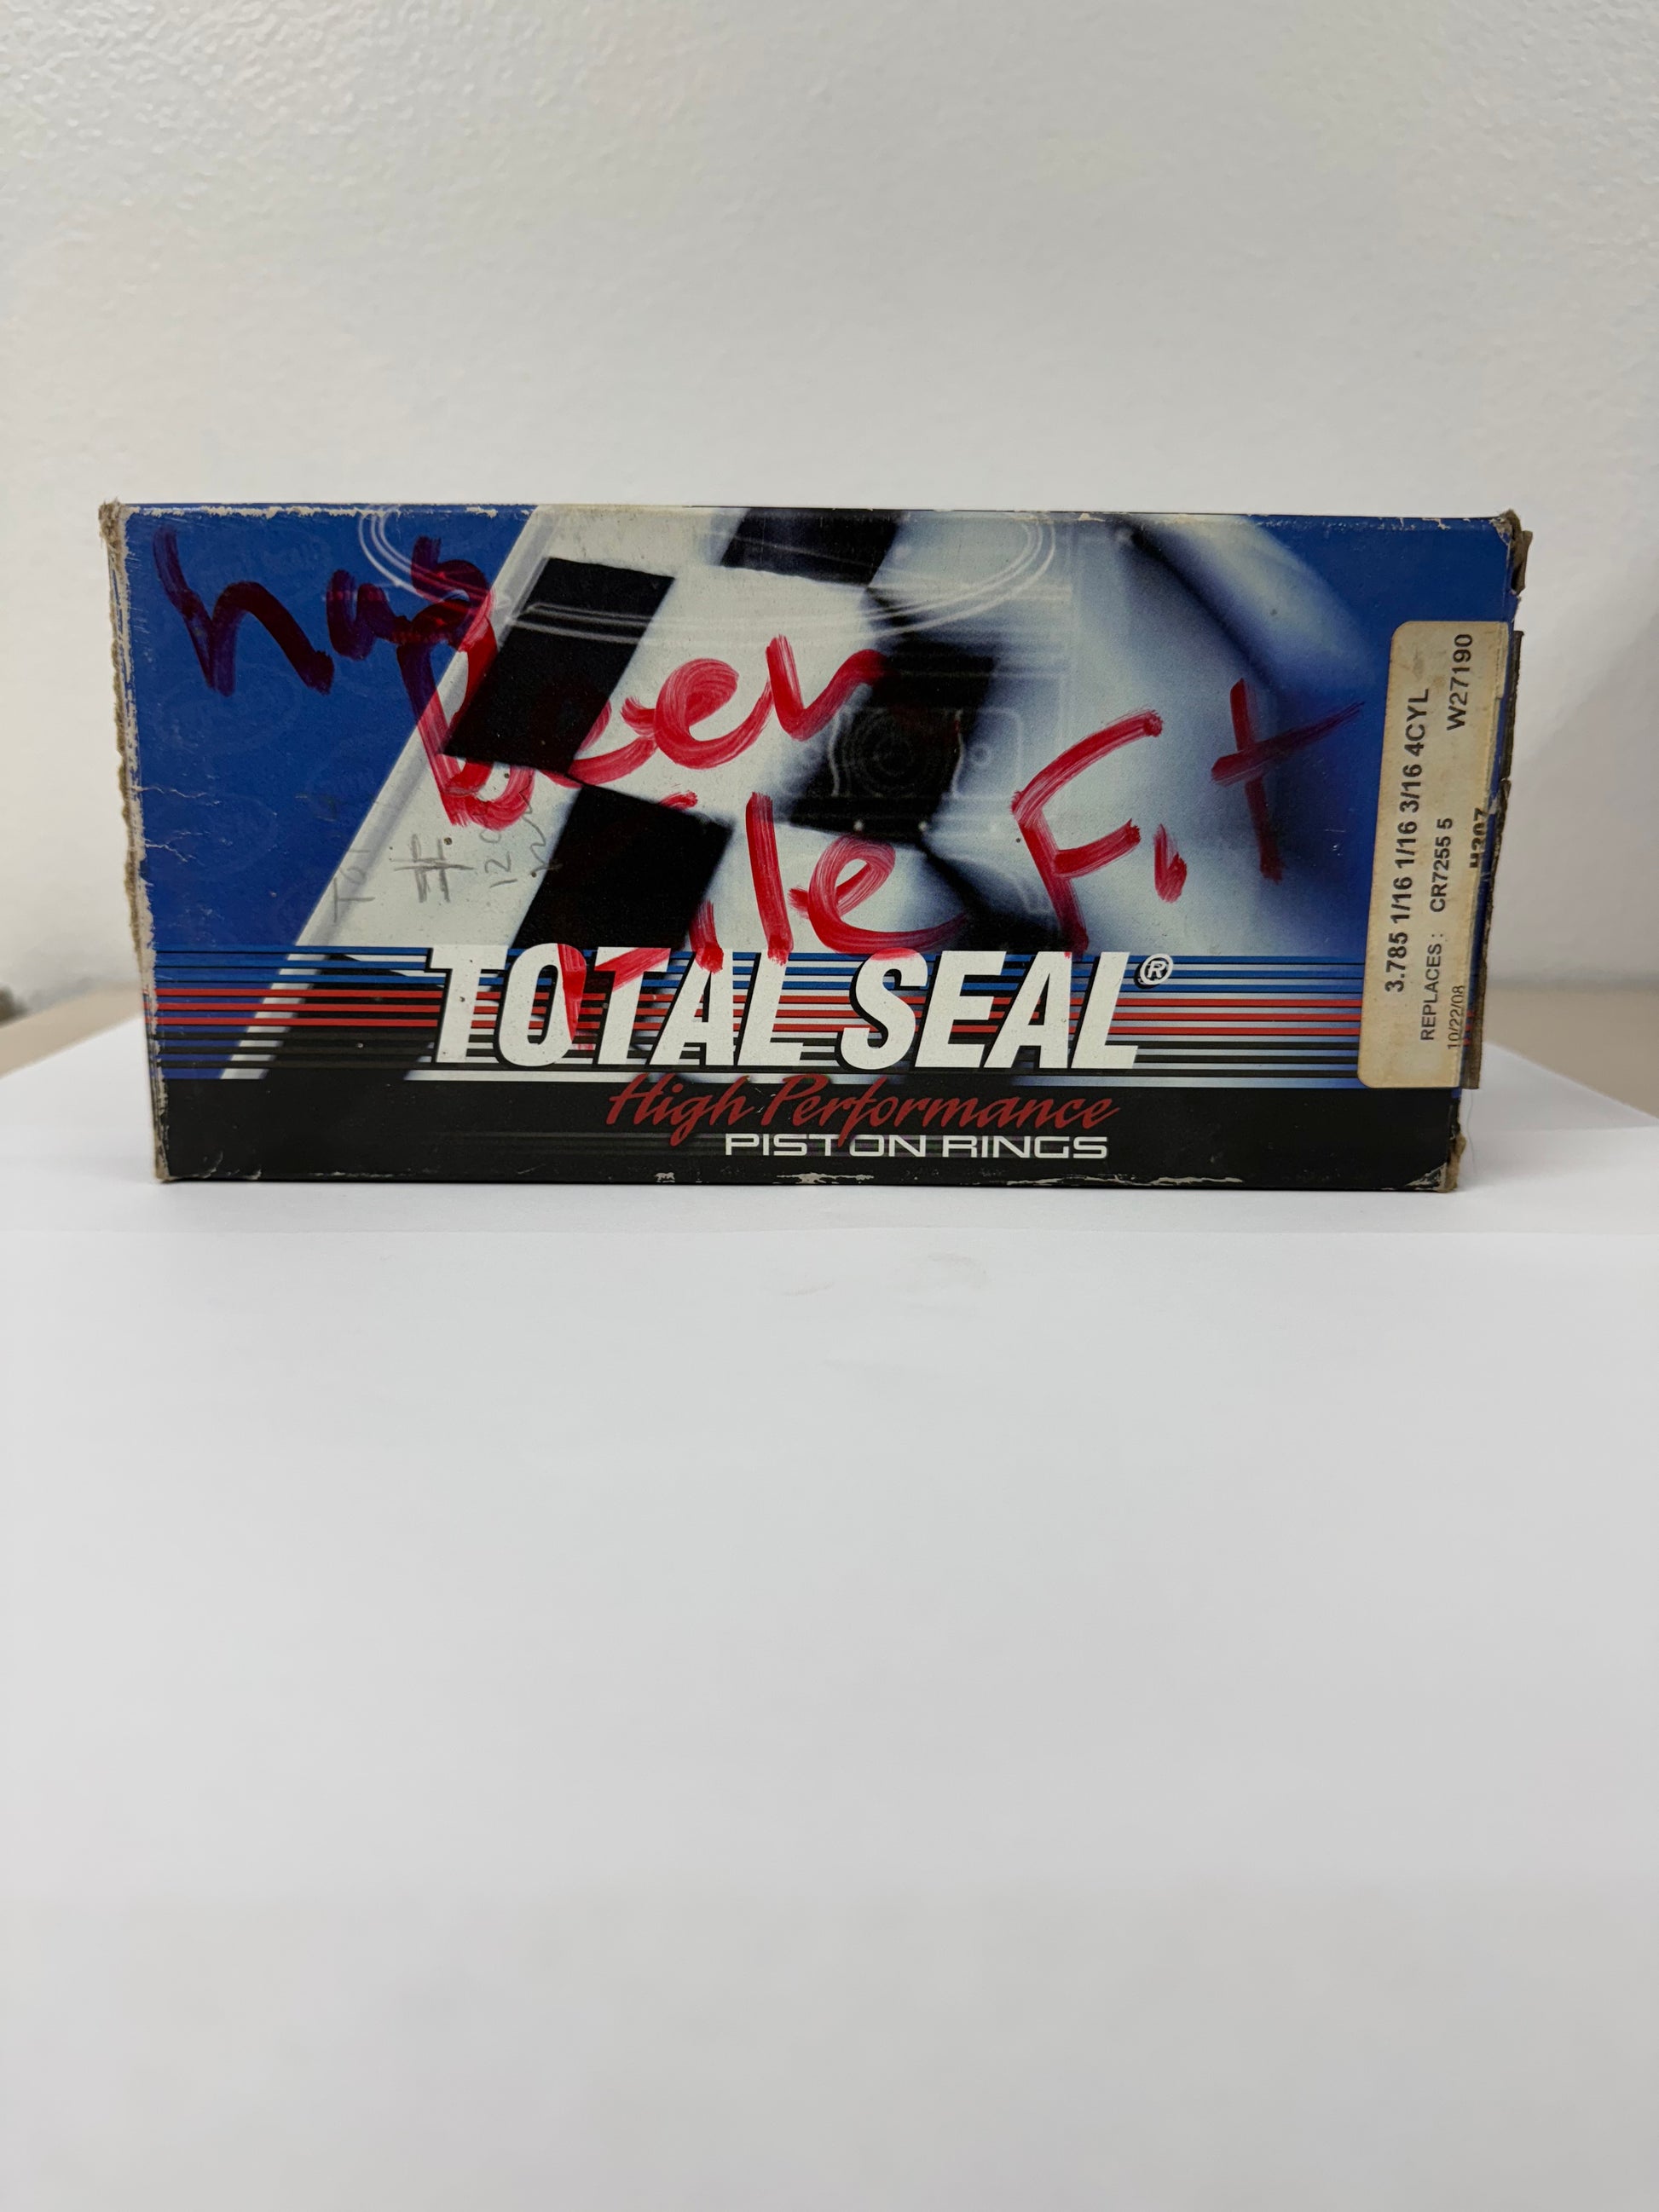 has
been
File Fit
TOTAL SEAL®
High Performance
PISTON RINGS
3.785 1/16 1/16 3/16 4CYL
REPLACES: CR7255 5 W27190
10/22/08
#